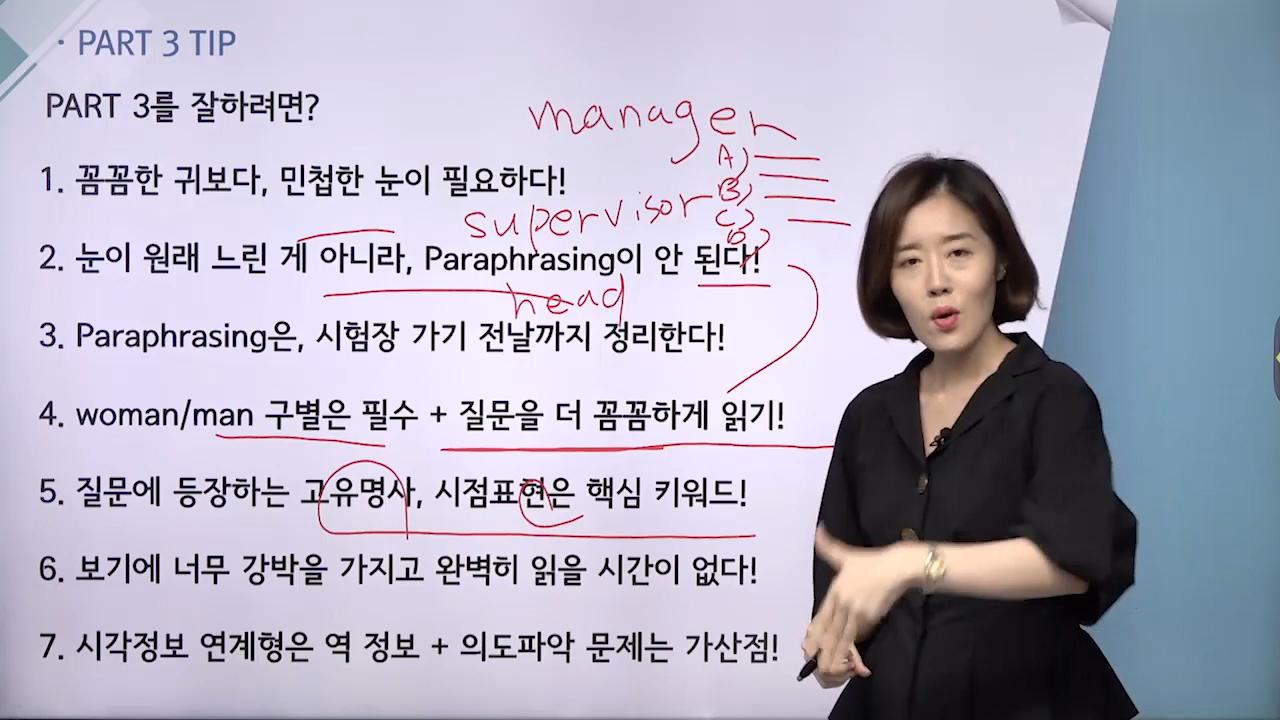 · PART 3 TIP
PART 3를 잘하려면?
manager
A)
1. 꼼꼼한 귀보다, 민첩한 눈이 필요하다!
B)
supervisor
C)
D)
2. 눈이 원래 느린 게 아니라, Paraphrasing이 안 된다!
head
3. Paraphrasing은, 시험장 가기 전날까지 정리한다!
4. woman/man 구별은 필수 + 질문을 더 꼼꼼하게 읽기!
5. 질문에 등장하는 고유명사, 시점표현은 핵심 키워드!
6. 보기에 너무 강박을 가지고 완벽히 읽을 시간이 없다!
7. 시각정보 연계형은 역 정보 + 의도파악 문제는 가산점!